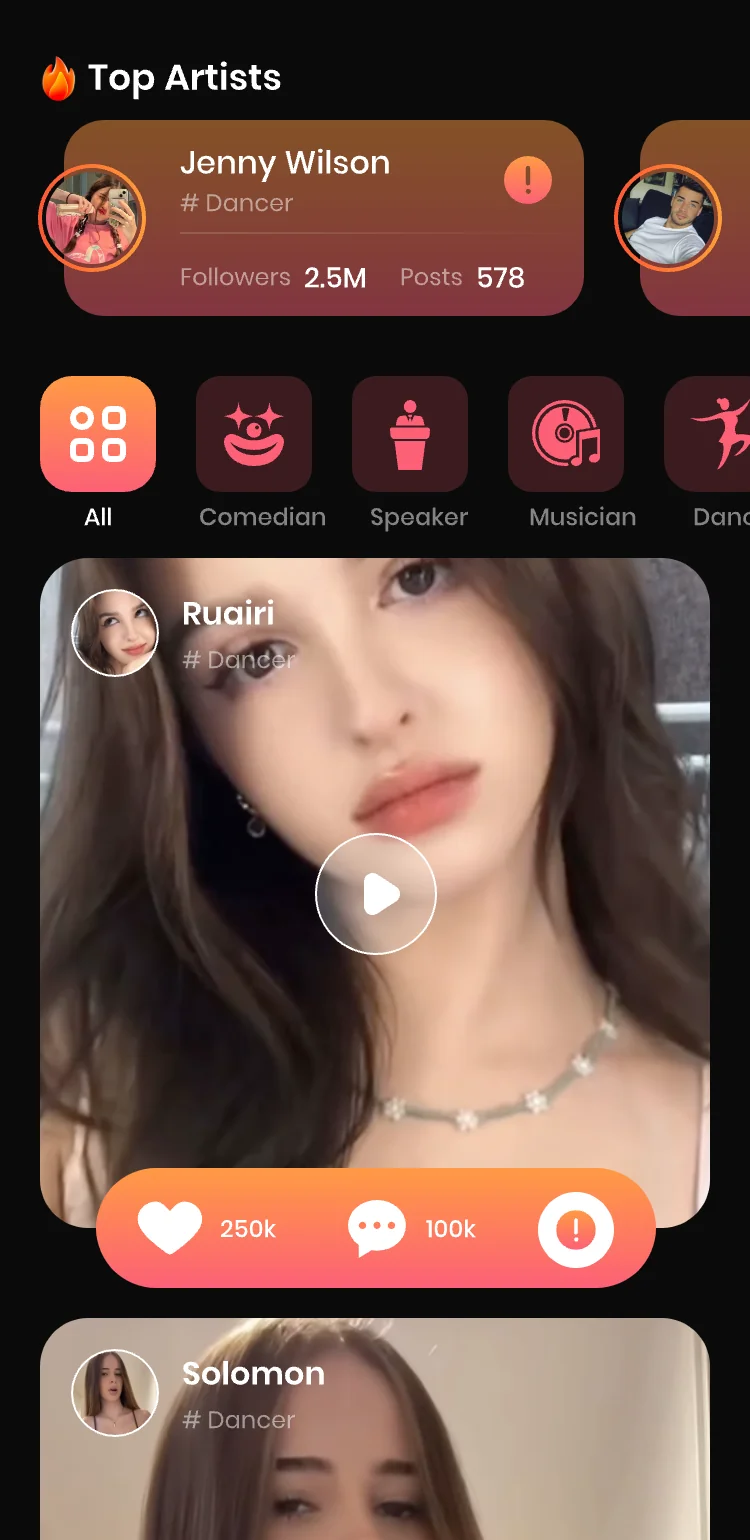 🔥 Top Artists
Jenny Wilson
# Dancer
Followers 2.5M Posts 578
All Comedian Speaker Musician Danc
Ruairi
# Dancer
250k 100k
Solomon
# Dancer